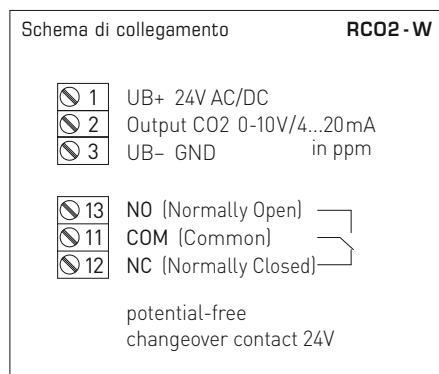 Schema di collegamento RCO2-W
1 UB+ 24V AC/DC
2 Output CO2 0-10V/4...20mA
3 UB– GND in ppm
13 NO (Normally Open)
11 COM (Common)
12 NC (Normally Closed)
potential-free
changeover contact 24V